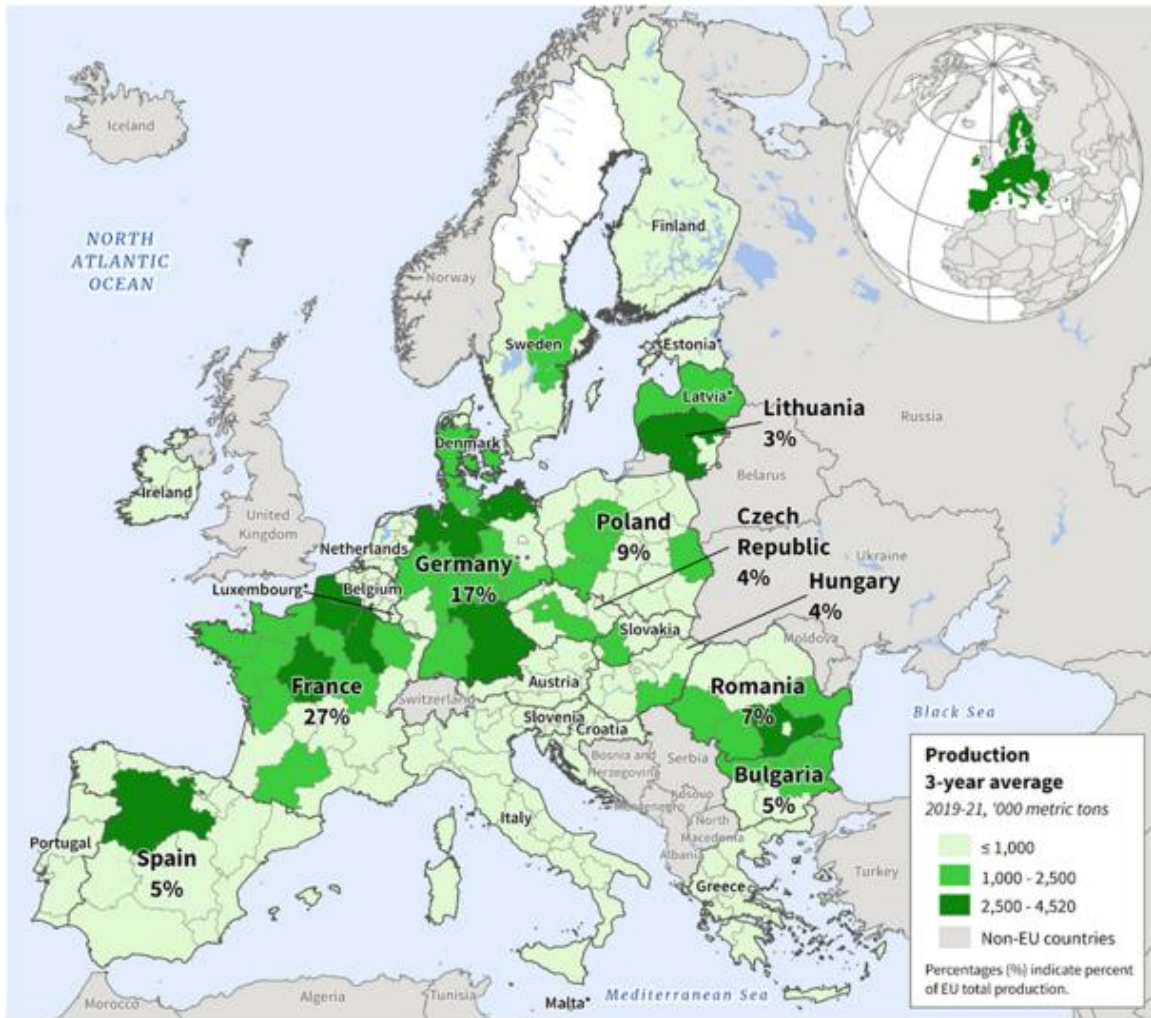 Iceland
NORTH
ATLANTIC
OCEAN
Norway
Finland
Sweden
Estonia*
Latvia*
Lithuania
3%
Russia
Denmark
Belarus
Ireland
United
Kingdom
Netherlands
Poland
9%
Czech
Republic
4%
Germany
17%
Hungary
4%
Ukraine
Luxembourg*
Belgium
Slovakia
Moldova
France
27%
Switzerland
Austria
Slovenia
Croatia
Romania
7%
Black Sea
Bosnia and
Herzegovina
Serbia
Bulgaria
5%
Kosovo
Montenegro
North
Macedonia
Albania
Italy
Portugal
Spain
5%
Greece
Turkey
Malta*
Mediterranean Sea
Morocco
Algeria
Tunisia
Production
3-year average
2019-21, '000 metric tons
≤ 1,000
1,000 - 2,500
2,500 - 4,520
Non-EU countries
Percentages (%) indicate percent
of EU total production.